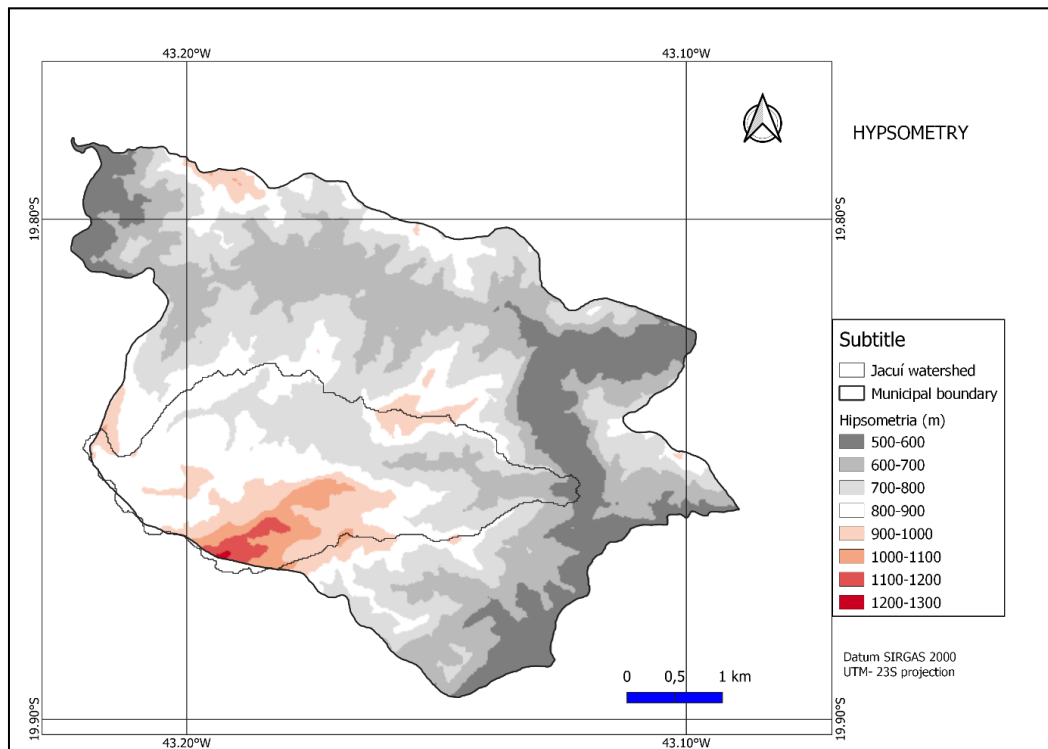 43.20°W
43.10°W
HYPSOMETRY
19.80°S
19.80°S
Subtitle
Jacuí watershed
Municipal boundary
Hipsometria (m)
500-600
600-700
700-800
800-900
900-1000
1000-1100
1100-1200
1200-1300
Datum SIRGAS 2000
UTM- 23S projection
0 0,5 1 km
19.90°S
19.90°S
43.20°W
43.10°W